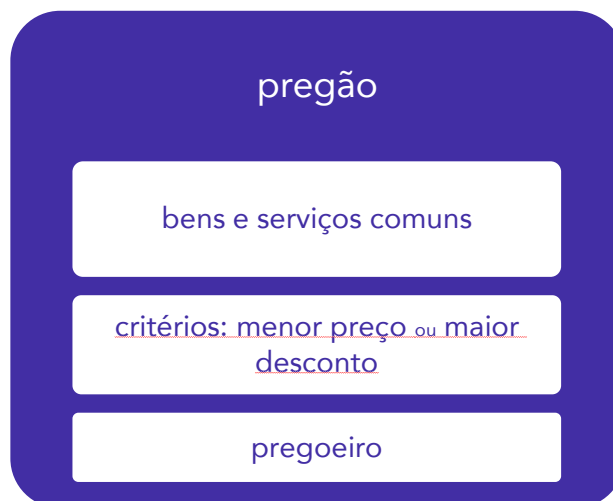 pregão
bens e serviços comuns
critérios: menor preço ou maior
desconto
pregoeiro